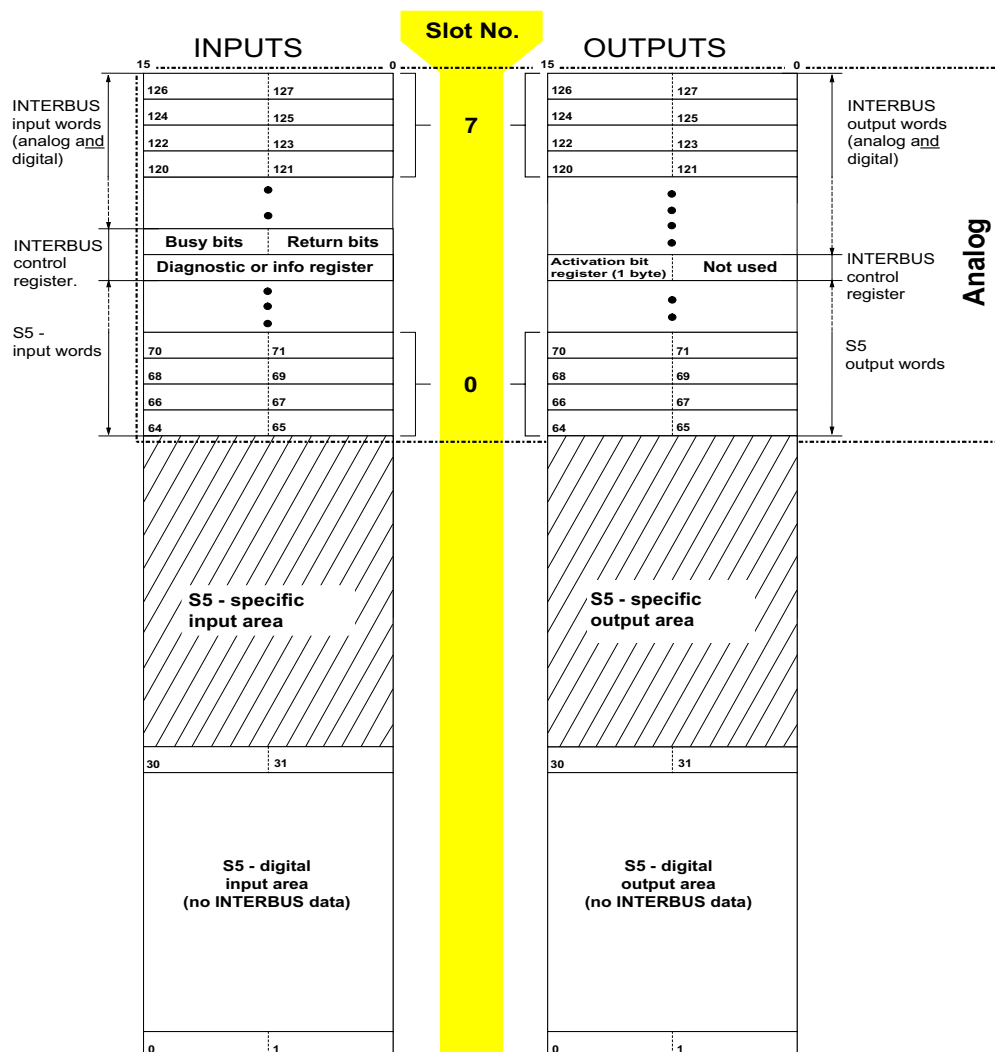 Slot No.
INPUTS
OUTPUTS
15 0
15 0
INTERBUS
input words
(analog and
digital)
126 127
124 125
122 123
120 121
7
126 127
124 125
122 123
120 121
INTERBUS
output words
(analog and
digital)
INTERBUS
control
register.
Busy bits Return bits
Diagnostic or info register
Activation bit
register (1 byte)
Not used
INTERBUS
control
register
Analog
S5 -
input words
70 71
68 69
66 67
64 65
0
70 71
68 69
66 67
64 65
S5
output words
S5 - specific
input area
S5 - specific
output area
30 31
30 31
S5 - digital
input area
(no INTERBUS data)
S5 - digital
output area
(no INTERBUS data)
0 1
0 1